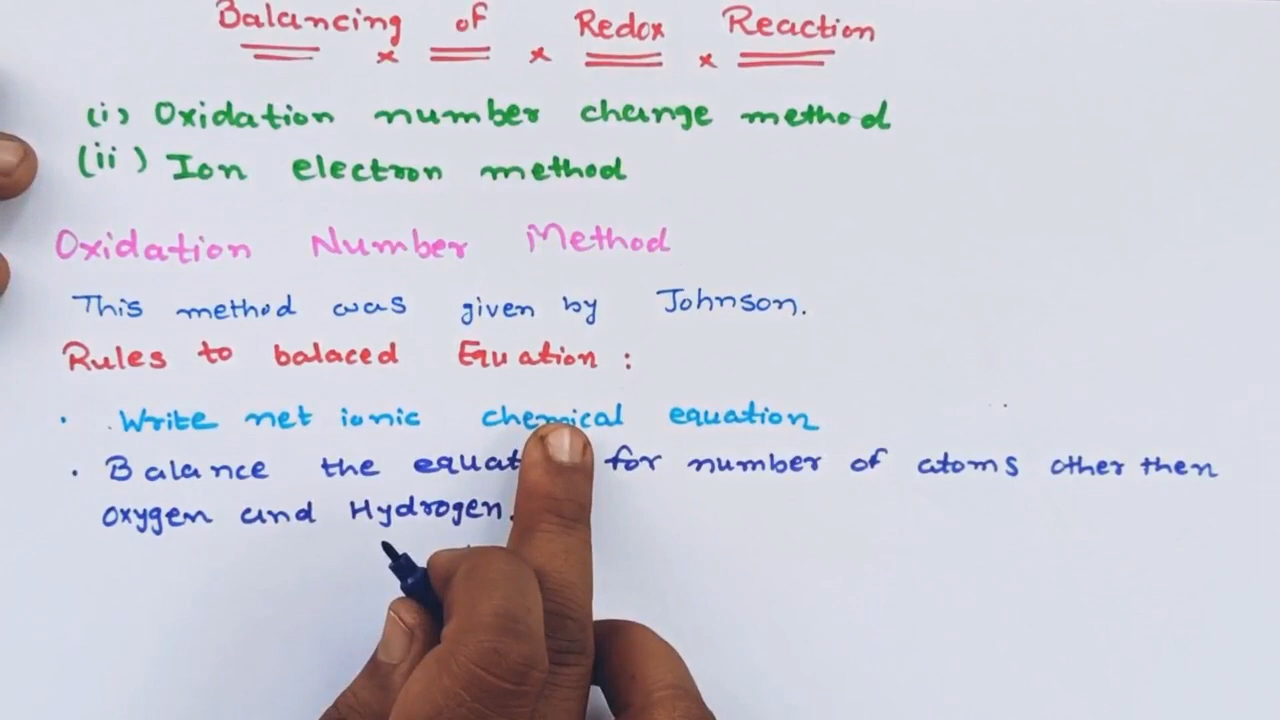 Balancing of Redox Reaction
(i) Oxidation number change method
(ii) Ion electron method
Oxidation Number Method
This method was given by Johnson.
Rules to balaced Equation :
. Write net ionic chemical equation
. Balance the for number of atoms other then
oxygen and Hydrogen.